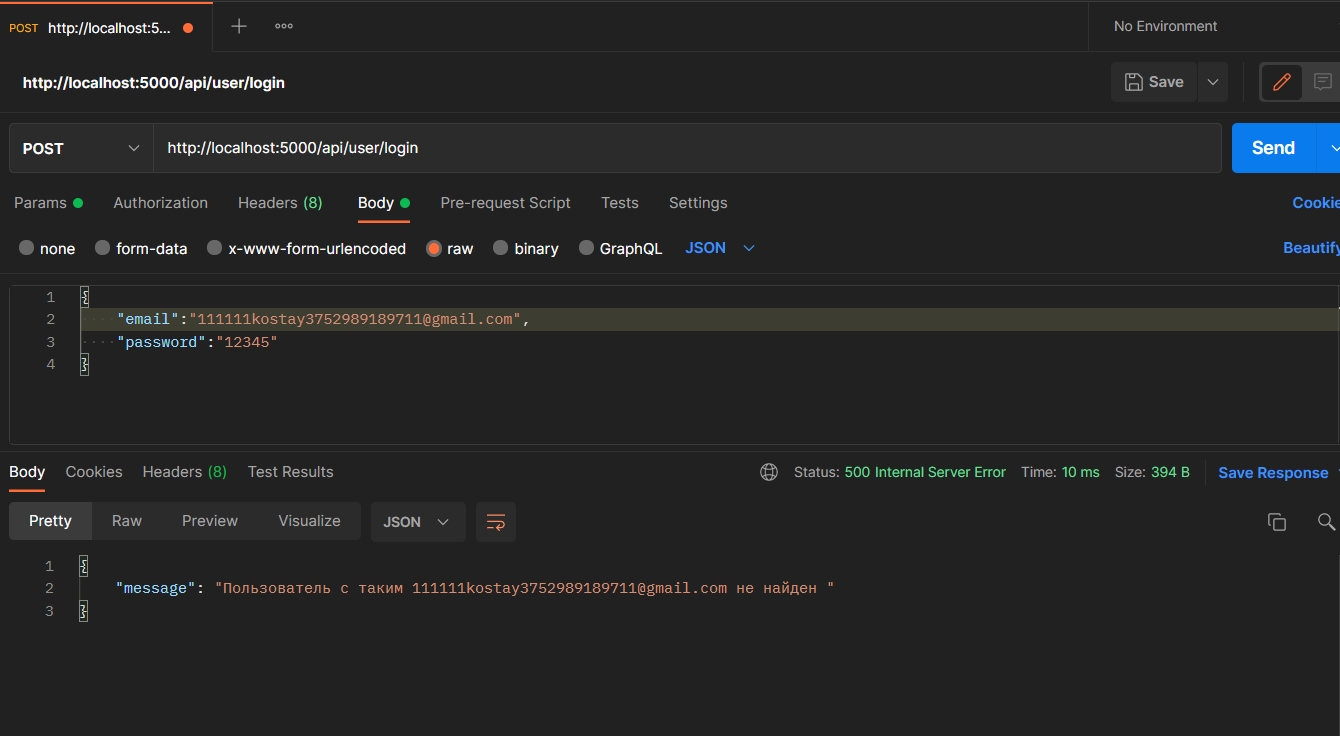 POST http://localhost:5... No Environment
http://localhost:5000/api/user/login Save
POST http://localhost:5000/api/user/login Send
Params Authorization Headers (8) Body Pre-request Script Tests Settings Cookie
none form-data x-www-form-urlencoded raw binary GraphQL JSON Beautify
1 {
2 "email":"111111kostay3752989189711@gmail.com",
3 "password":"12345"
4 }
Body Cookies Headers (8) Test Results Status: 500 Internal Server Error Time: 10 ms Size: 394 B Save Response
Pretty Raw Preview Visualize JSON
1 {
2 "message": "Пользователь с таким 111111kostay3752989189711@gmail.com не найден "
3 }